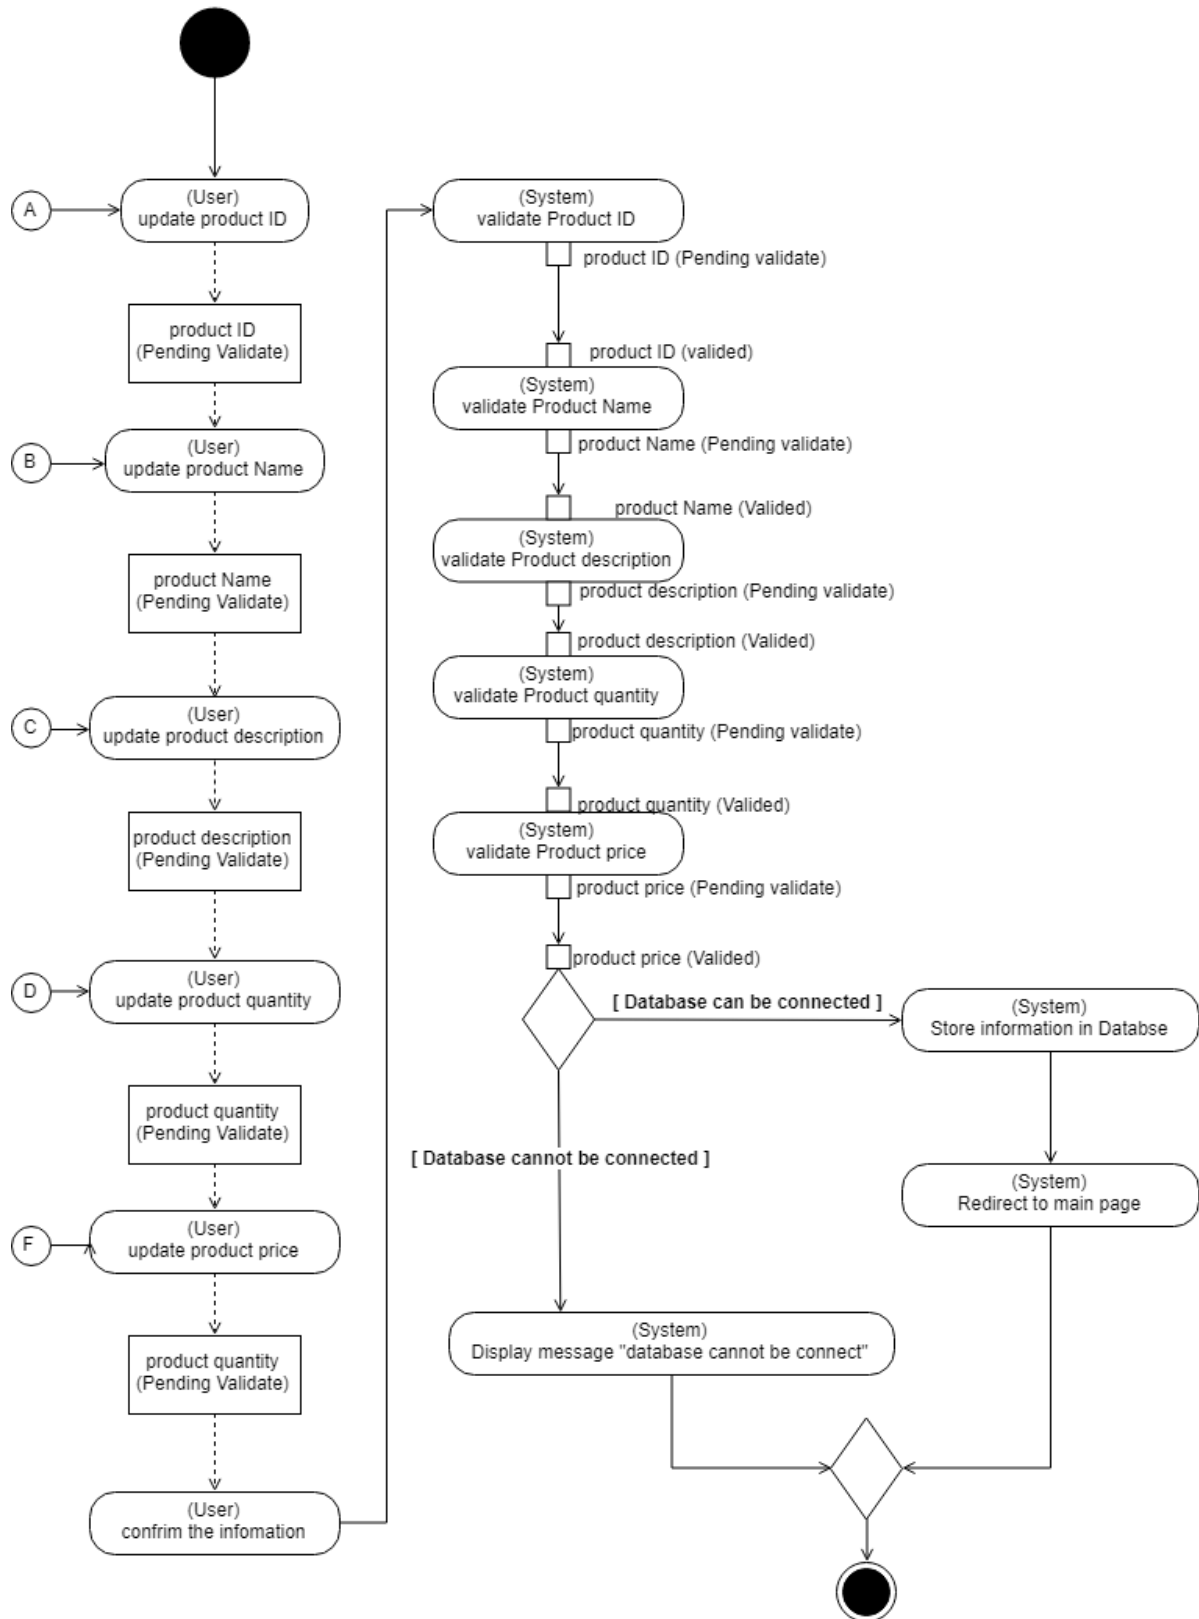 A
(User)
update product ID
product ID
(Pending Validate)
B
(User)
update product Name
product Name
(Pending Validate)
C
(User)
update product description
product description
(Pending Validate)
D
(User)
update product quantity
product quantity
(Pending Validate)
F
(User)
update product price
product quantity
(Pending Validate)
(User)
confrim the infomation
(System)
validate Product ID
product ID (Pending validate)
product ID (valided)
(System)
validate Product Name
product Name (Pending validate)
product Name (Valided)
(System)
validate Product description
product description (Pending validate)
product description (Valided)
(System)
validate Product quantity
product quantity (Pending validate)
product quantity (Valided)
(System)
validate Product price
product price (Pending validate)
product price (Valided)
[ Database can be connected ]
(System)
Store information in Databse
[ Database cannot be connected ]
(System)
Redirect to main page
(System)
Display message "database cannot be connect"